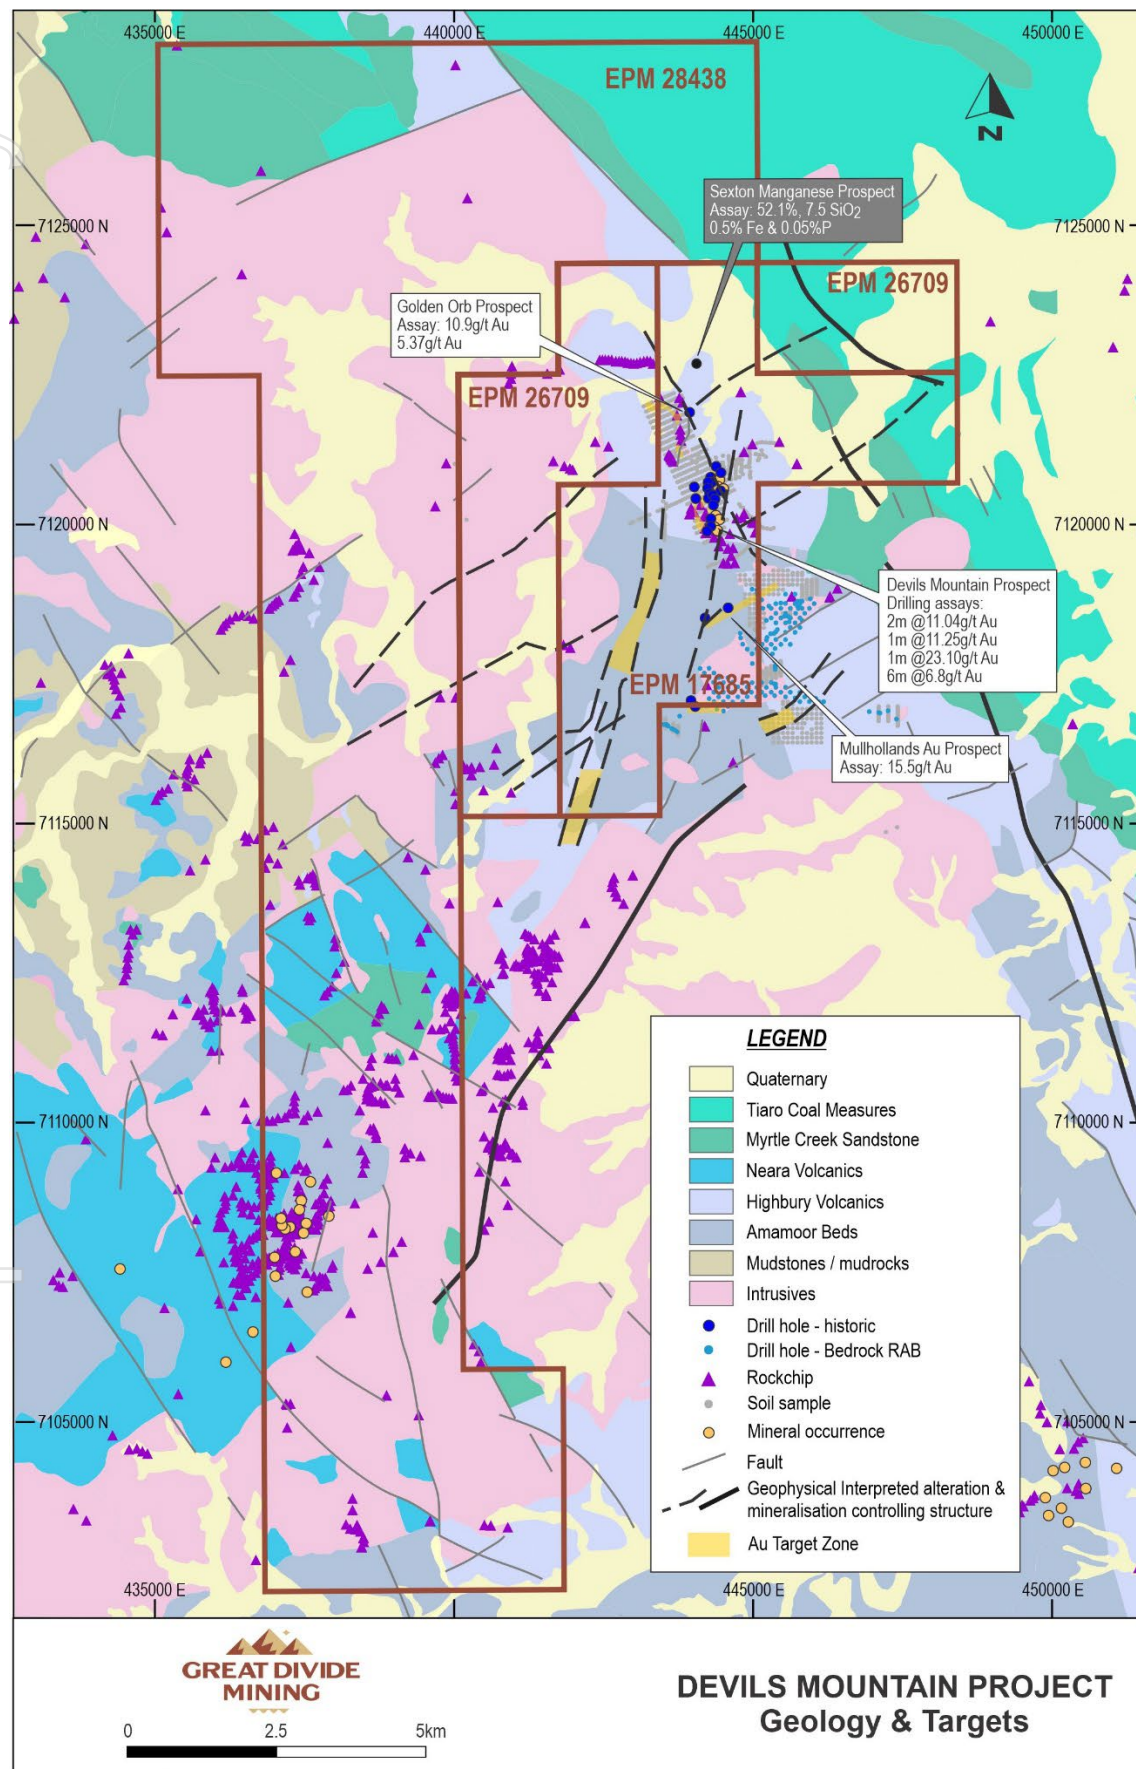 435000 E
440000 E
445000 E
450000 E
EPM 28438
N
Sexton Manganese Prospect
Assay: 52.1%, 7.5 SiO2
0.5% Fe & 0.05%P
7125000 N
7125000 N
EPM 26709
Golden Orb Prospect
Assay: 10.9g/t Au
5.37g/t Au
EPM 26709
7120000 N
7120000 N
Devils Mountain Prospect
Drilling assays:
2m @11.04g/t Au
1m @11.25g/t Au
1m @23.10g/t Au
6m @6.8g/t Au
EPM 17685
Mullhollands Au Prospect
Assay: 15.5g/t Au
7115000 N
7115000 N
LEGEND
Quaternary
Tiaro Coal Measures
Myrtle Creek Sandstone
Neara Volcanics
Highbury Volcanics
Amamoor Beds
Mudstones / mudrocks
Intrusives
Drill hole - historic
Drill hole - Bedrock RAB
Rockchip
Soil sample
Mineral occurrence
Fault
Geophysical Interpreted alteration &
mineralisation controlling structure
Au Target Zone
7110000 N
7110000 N
7105000 N
7105000 N
435000 E
445000 E
450000 E
GREAT DIVIDE
MINING
0
2.5
5km
DEVILS MOUNTAIN PROJECT
Geology & Targets